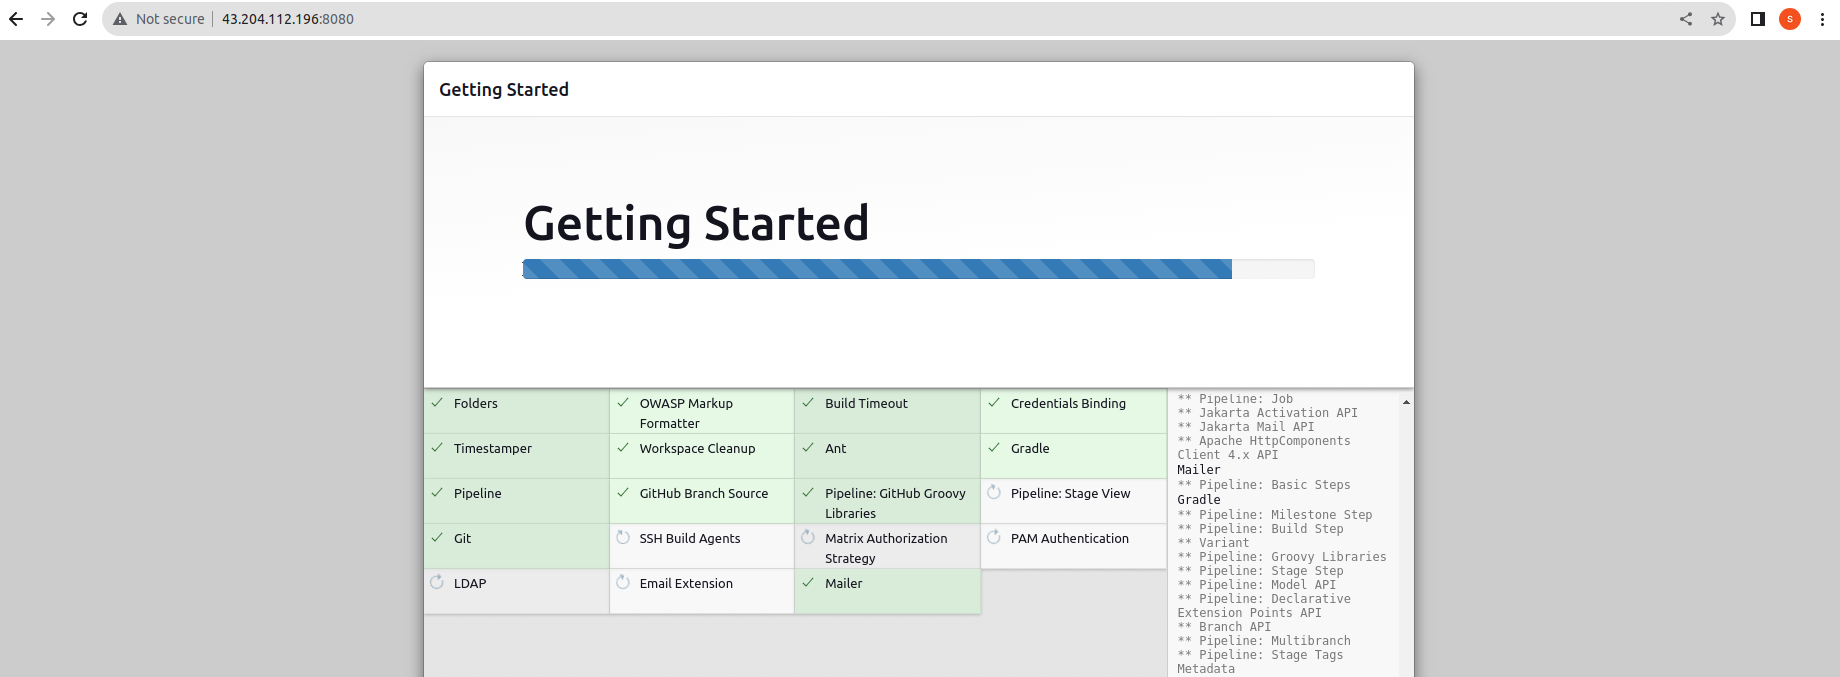 Not secure | 43.204.112.196:8080
S
Getting Started
Getting Started
Folders
OWASP Markup
Formatter
Build Timeout
Credentials Binding
Timestamper
Workspace Cleanup
Ant
Gradle
Pipeline
GitHub Branch Source
Pipeline: GitHub Groovy
Libraries
Pipeline: Stage View
Git
SSH Build Agents
Matrix Authorization
Strategy
PAM Authentication
LDAP
Email Extension
Mailer
** Pipeline: Job
** Jakarta Activation API
** Jakarta Mail API
** Apache HttpComponents
Client 4.x API
Mailer
** Pipeline: Basic Steps
Gradle
** Pipeline: Milestone Step
** Pipeline: Build Step
** Variant
** Pipeline: Groovy Libraries
** Pipeline: Stage Step
** Pipeline: Model API
** Pipeline: Declarative
Extension Points API
** Branch API
** Pipeline: Multibranch
** Pipeline: Stage Tags
Metadata